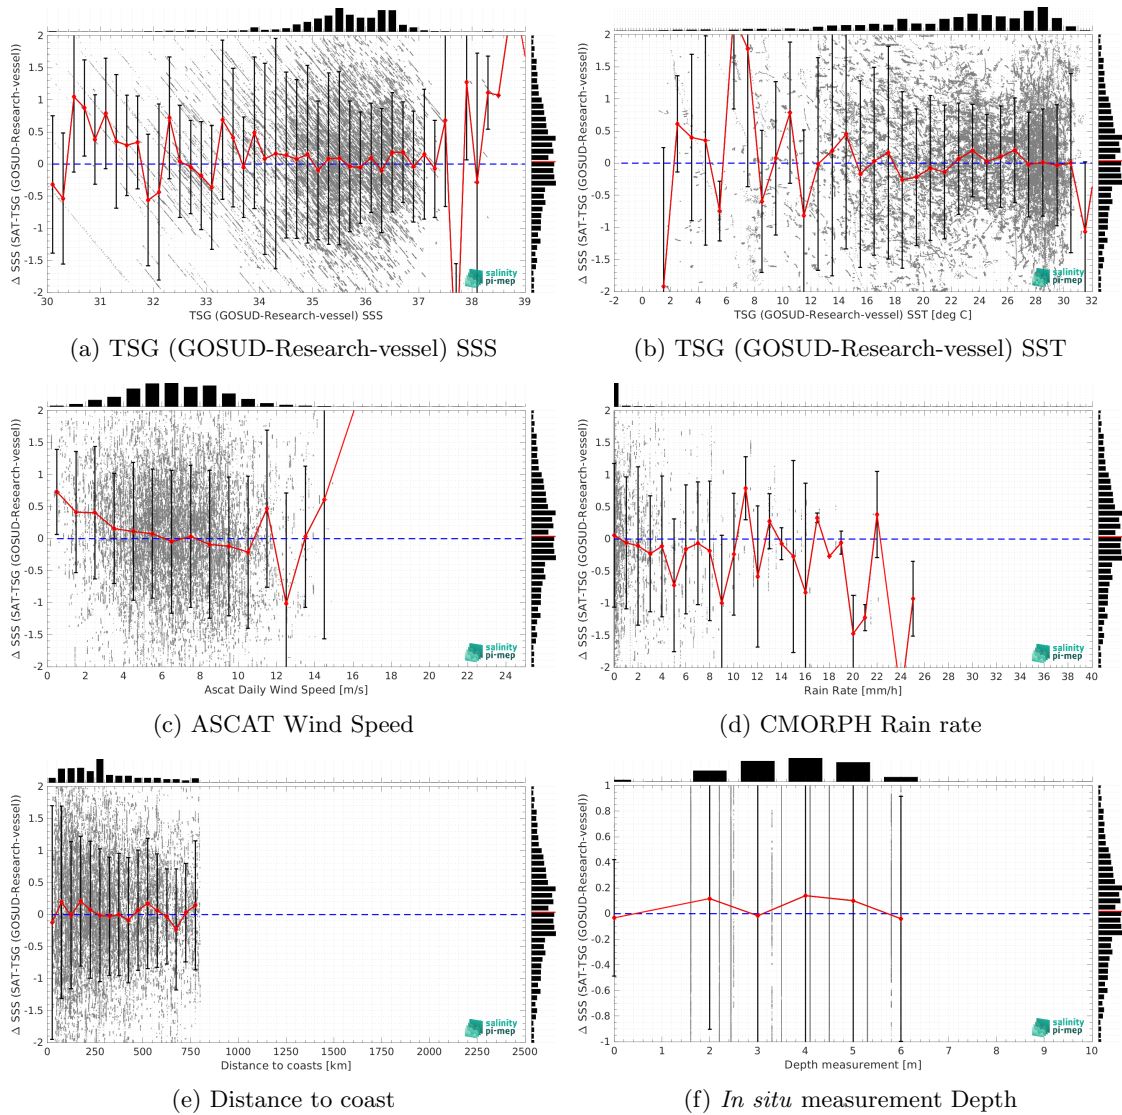 Δ SSS (SAT-TSG (GOSUD-Research-vessel))
2
1.5
1
0.5
0
-0.5
-1
-1.5
-2
30 31 32 33 34 35 36 37 38 39
TSG (GOSUD-Research-vessel) SSS
salinity
pi-mep
(a) TSG (GOSUD-Research-vessel) SSS
Δ SSS (SAT-TSG (GOSUD-Research-vessel))
2
1.5
1
0.5
0
-0.5
-1
-1.5
-2
-2 0 2 4 6 8 10 12 14 16 18 20 22 24 26 28 30 32
TSG (GOSUD-Research-vessel) SST [deg C]
salinity
pi-mep
(b) TSG (GOSUD-Research-vessel) SST
Δ SSS (SAT-TSG (GOSUD-Research-vessel))
2
1.5
1
0.5
0
-0.5
-1
-1.5
-2
0 2 4 6 8 10 12 14 16 18 20 22 24
Ascat Daily Wind Speed [m/s]
salinity
pi-mep
(c) ASCAT Wind Speed
Δ SSS (SAT-TSG (GOSUD-Research-vessel))
2
1.5
1
0.5
0
-0.5
-1
-1.5
-2
0 2 4 6 8 10 12 14 16 18 20 22 24 26 28 30 32 34 36 38 40
Rain Rate [mm/h]
salinity
pi-mep
(d) CMORPH Rain rate
Δ SSS (SAT-TSG (GOSUD-Research-vessel))
2
1.5
1
0.5
0
-0.5
-1
-1.5
-2
0 250 500 750 1000 1250 1500 1750 2000 2250 2500
Distance to coasts [km]
salinity
pi-mep
(e) Distance to coast
Δ SSS (SAT-TSG (GOSUD-Research-vessel))
1
0.8
0.6
0.4
0.2
0
-0.2
-0.4
-0.6
-0.8
-1
0 1 2 3 4 5 6 7 8 9 10
Depth measurement [m]
salinity
pi-mep
(f) In situ measurement Depth